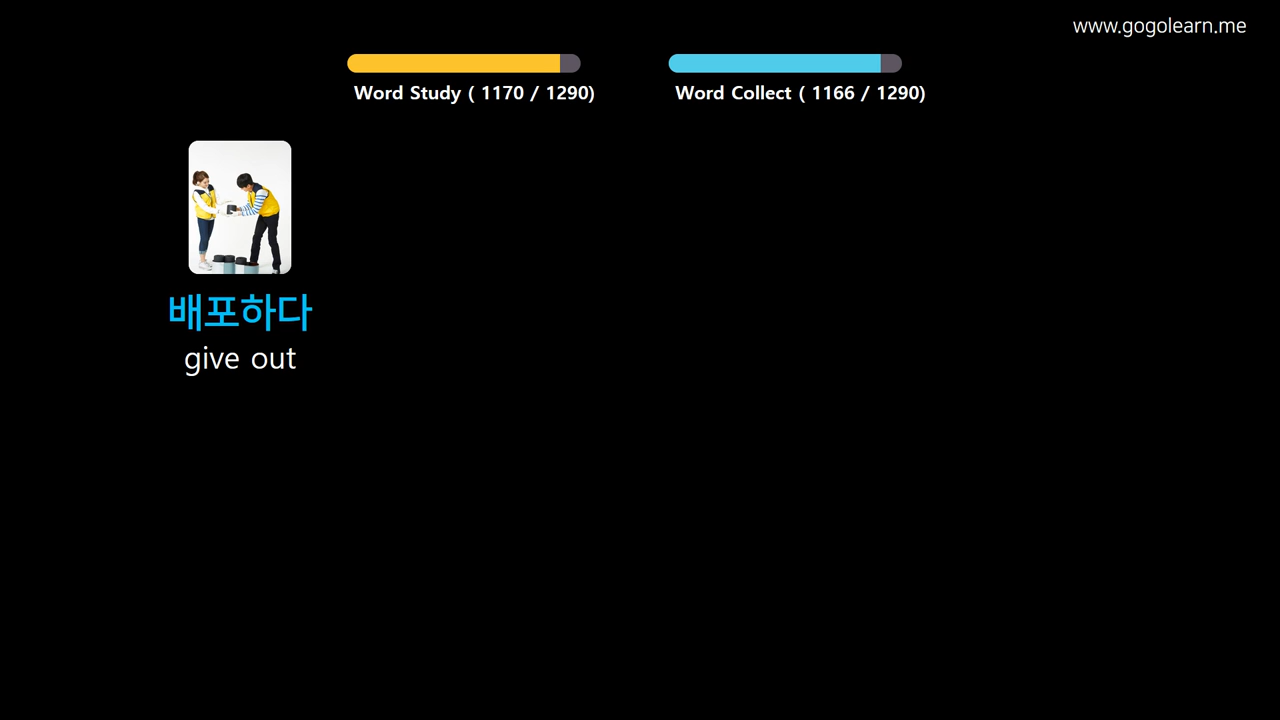 www.gogolearn.me
Word Study ( 1170 / 1290)
Word Collect ( 1166 / 1290)
배포하다
give out